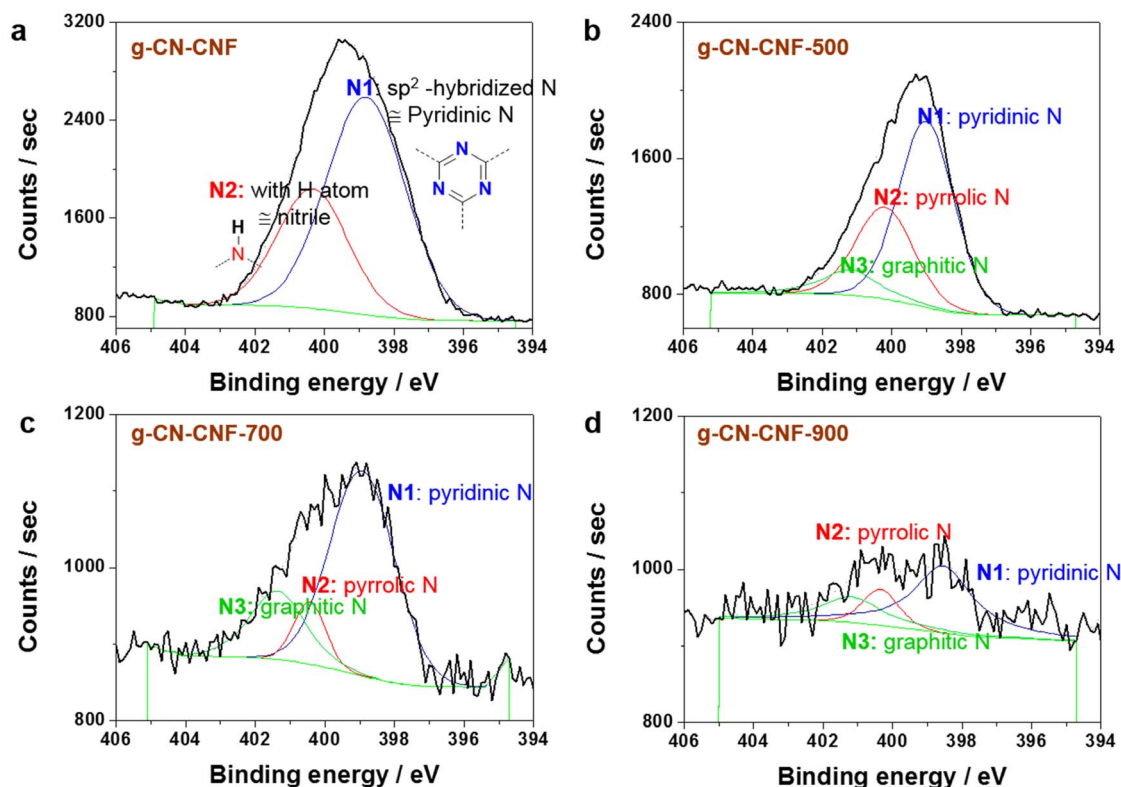 a
g-CN-CNF
N1: sp2 -hybridized N
≅ Pyridinic N
N N
N
N2: with H atom
≅ nitrile
H
N
3200
2400
1600
800
Counts / sec
406 404 402 400 398 396 394
Binding energy / eV
b
g-CN-CNF-500
N1: pyridinic N
N2: pyrrolic N
N3: graphitic N
2400
1600
800
Counts / sec
406 404 402 400 398 396 394
Binding energy / eV
c
g-CN-CNF-700
N1: pyridinic N
N2: pyrrolic N
N3: graphitic N
1200
1000
800
Counts / sec
406 404 402 400 398 396 394
Binding energy / eV
d
g-CN-CNF-900
N2: pyrrolic N
N1: pyridinic N
N3: graphitic N
1200
1000
800
Counts / sec
406 404 402 400 398 396 394
Binding energy / eV